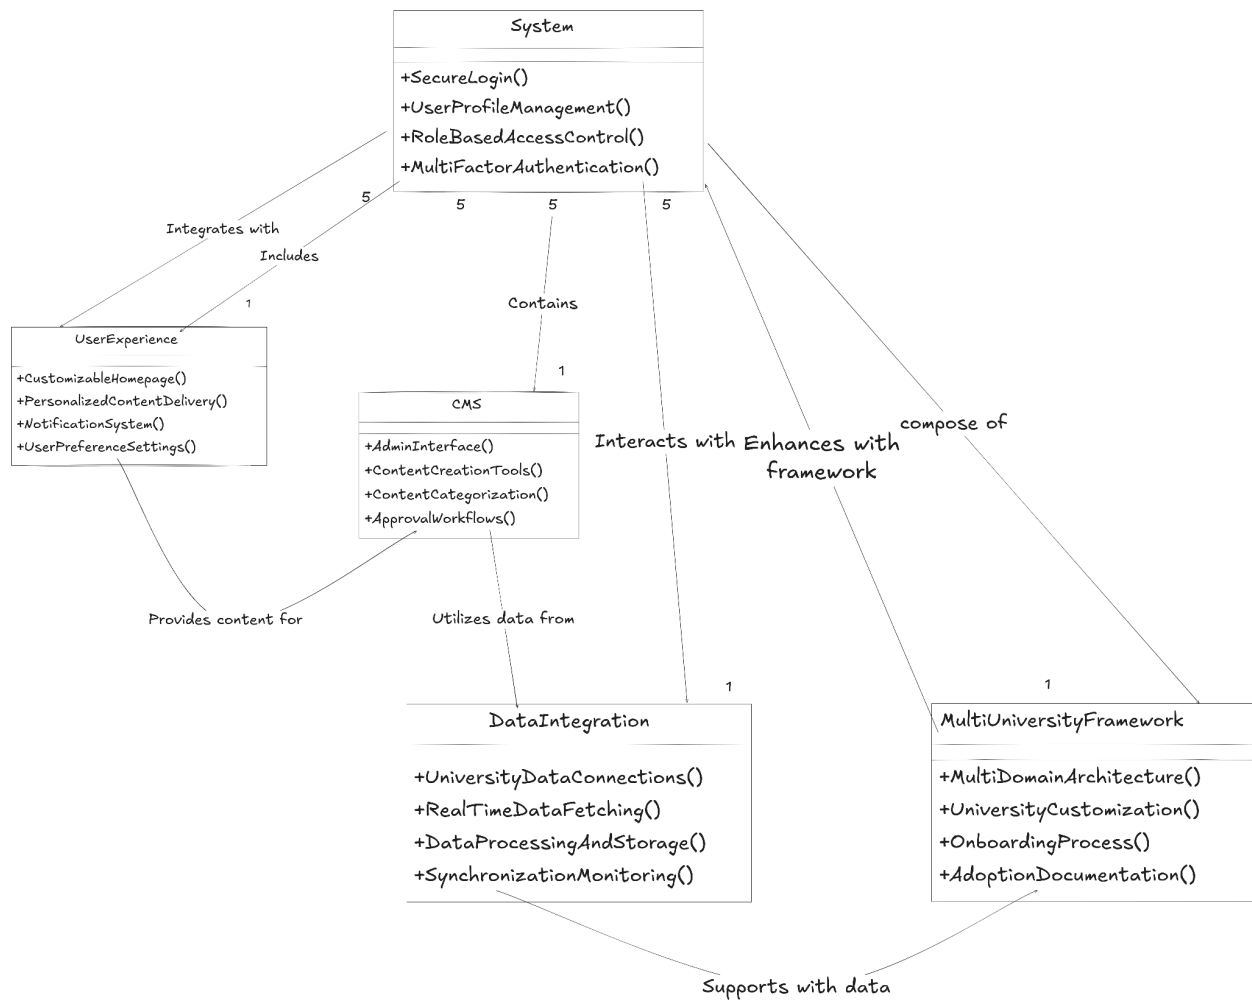 System
+SecureLogin()
+UserProfileManagement()
+RoleBasedAccessControl()
+MultiFactorAuthentication()
5
5
5
5
Integrates with
Includes
1
Contains
UserExperience
+CustomizableHomepage()
+PersonalizedContentDelivery()
+NotificationSystem()
+UserPreferenceSettings()
1
CMS
+AdminInterface()
+ContentCreationTools()
+ContentCategorization()
+ApprovalWorkflows()
Interacts with
Enhances with
framework
compose of
Provides content for
Utilizes data from
1
1
DataIntegration
+UniversityDataConnections()
+RealTimeDataFetching()
+DataProcessingAndStorage()
+SynchronizationMonitoring()
MultiUniversityFramework
+MultiDomainArchitecture()
+UniversityCustomization()
+OnboardingProcess()
+AdoptionDocumentation()
Supports with data